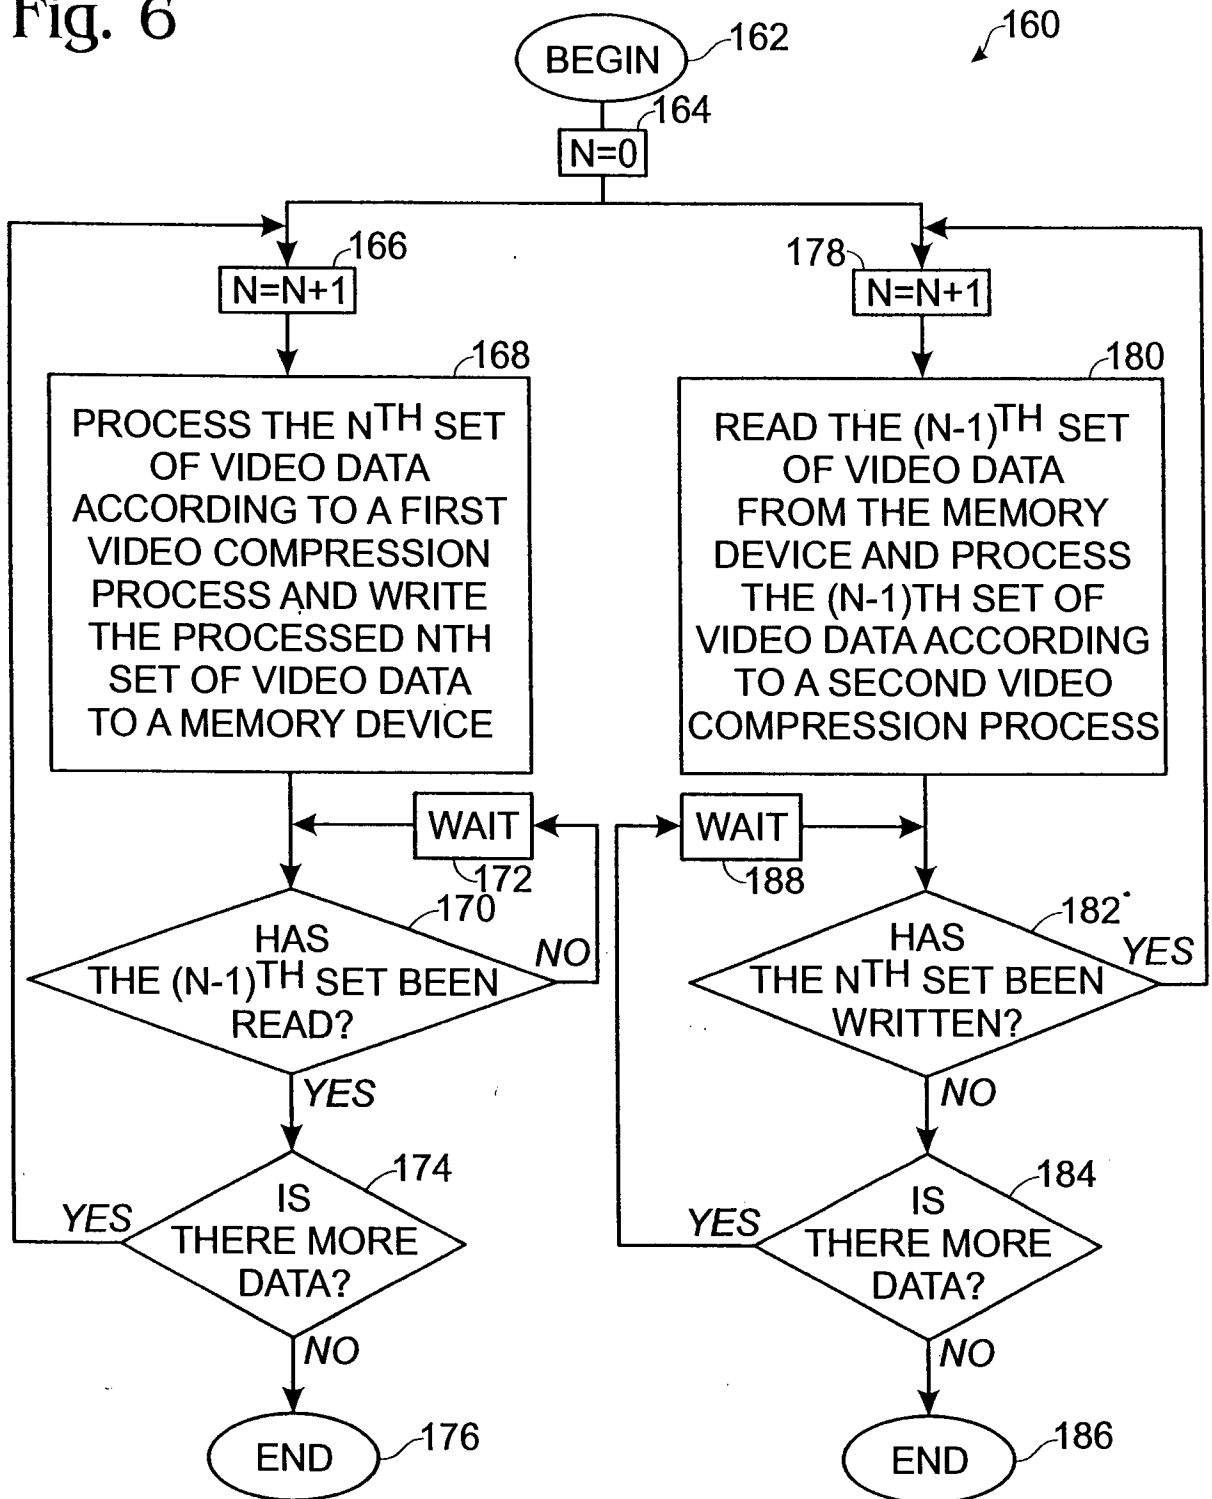 Fig. 6
160
BEGIN
162
164
N=0
166
N=N+1
168
PROCESS THE NTH SET
OF VIDEO DATA
ACCORDING TO A FIRST
VIDEO COMPRESSION
PROCESS AND WRITE
THE PROCESSED NTH
SET OF VIDEO DATA
TO A MEMORY DEVICE
WAIT
172
170
HAS
THE (N-1)TH SET BEEN
READ?
NO
YES
174
IS
THERE MORE
DATA?
YES
NO
END
176
178
N=N+1
180
READ THE (N-1)TH SET
OF VIDEO DATA
FROM THE MEMORY
DEVICE AND PROCESS
THE (N-1)TH SET OF
VIDEO DATA ACCORDING
TO A SECOND VIDEO
COMPRESSION PROCESS
WAIT
188
182
HAS
THE NTH SET BEEN
WRITTEN?
YES
NO
184
IS
THERE MORE
DATA?
YES
NO
END
186